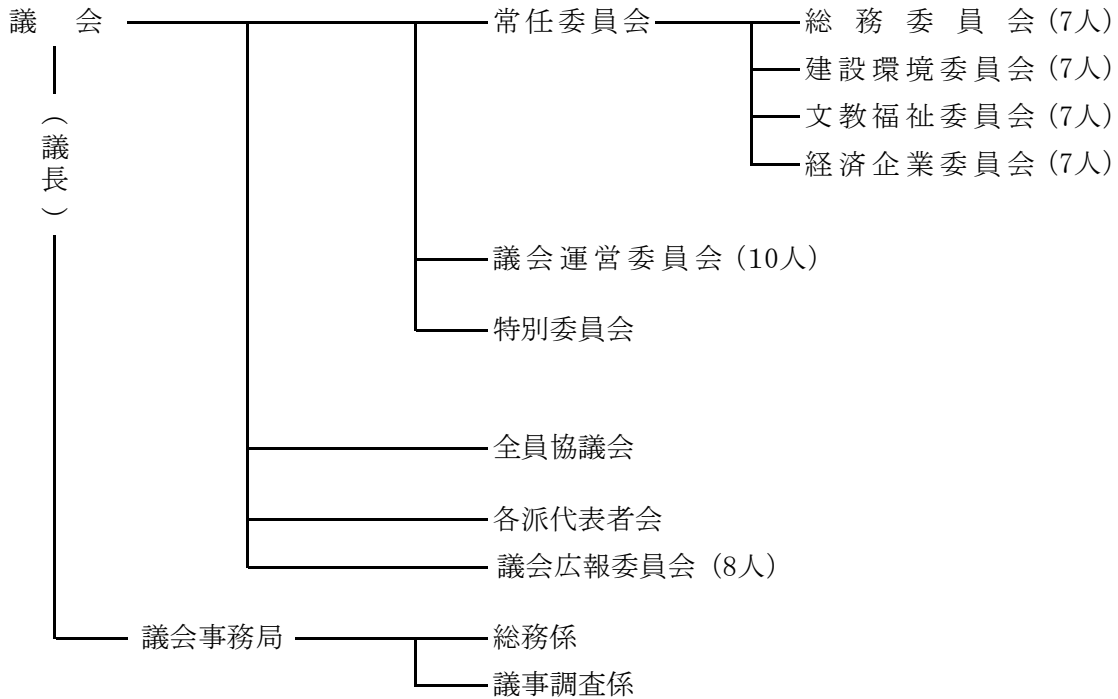 議会 常任委員会 総務委員会 (7人)
建設環境委員会 (7人)
文教福祉委員会 (7人)
経済企業委員会 (7人)
(議長)
議会運営委員会 (10人)
特別委員会
全員協議会
各派代表者会
議会広報委員会 (8人)
議会事務局 総務係
議事調査係